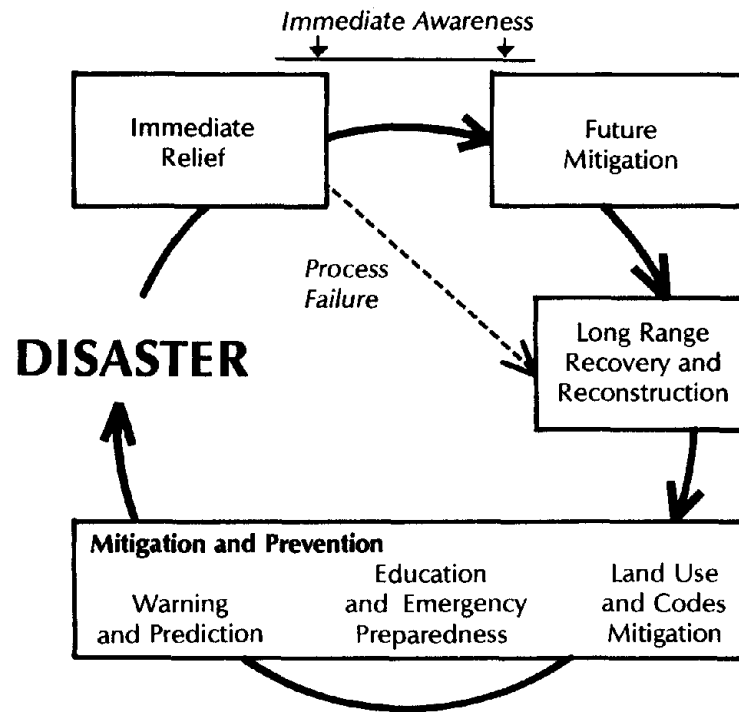 Immediate Awareness
Immediate
Relief
Future
Mitigation
Process
Failure
DISASTER
Long Range
Recovery and
Reconstruction
Mitigation and Prevention
Warning
and Prediction
Education
and Emergency
Preparedness
Land Use
and Codes
Mitigation